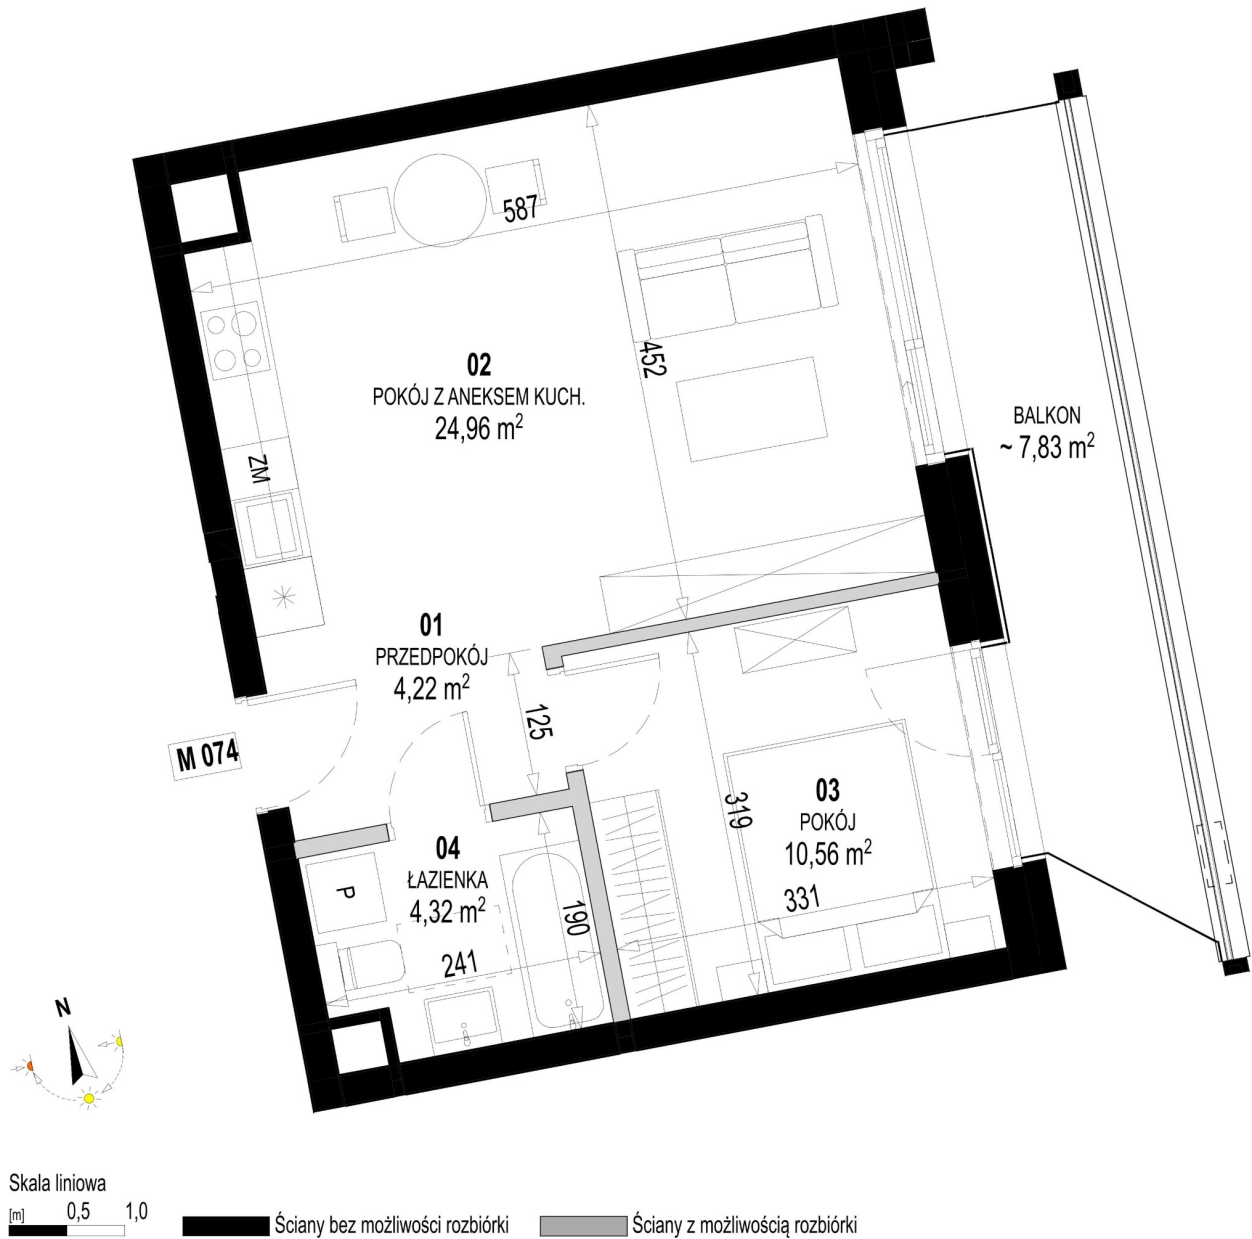 587
02
POKÓJ Z ANEKSEM KUCH.
24,96 m²
452
BALKON
~ 7,83 m²
ZM
01
PRZEDPOKÓJ
4,22 m²
125
M 074
319
03
POKÓJ
10,56 m²
331
04
ŁAZIENKA
4,32 m²
P
190
241
N
Skala liniowa
[m] 0,5 1,0
Ściany bez możliwości rozbiórki
Ściany z możliwością rozbiórki